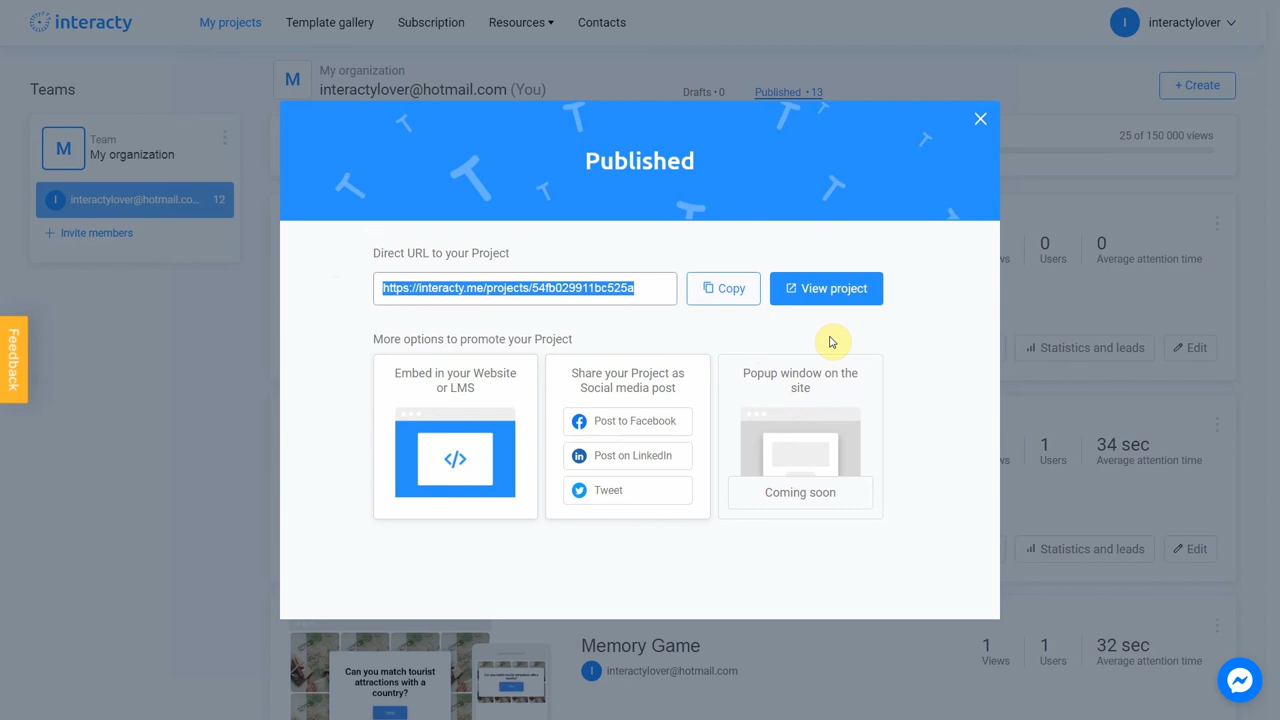 interacty
My projects
Template gallery
Subscription
Resources
Contacts
I
interactylover
Teams
M
Team
My organization
I
interactylover@hotmail.co...
12
+ Invite members
M
My organization
interactylover@hotmail.com (You)
Drafts • 0
Published • 13
+ Create
25 of 150 000 views
Published
Direct URL to your Project
https://interacty.me/projects/54fb029911bc525a
Copy
View project
More options to promote your Project
Embed in your Website
or LMS
</>
Share your Project as
Social media post
Post to Facebook
Post on LinkedIn
Tweet
Popup window on the
site
Coming soon
ws
0
Users
0
Average attention time
Statistics and leads
Edit
ws
1
Users
34 sec
Average attention time
Statistics and leads
Edit
Feedback
Can you match tourist
attractions with a
country?
Memory Game
I
interactylover@hotmail.com
1
Views
1
Users
32 sec
Average attention time